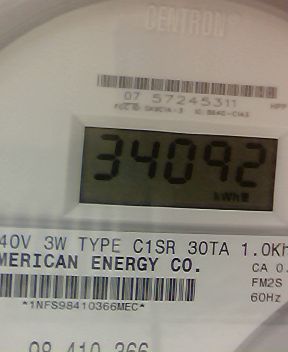 CENTRON®
07 57245311
HPP
34092
kWh
40V 3W TYPE C1SR 30TA 1.0Kh
MERICAN ENERGY CO.
CA 0.
FM2S
60Hz
*1NFS98410366MEC*
98 410 366